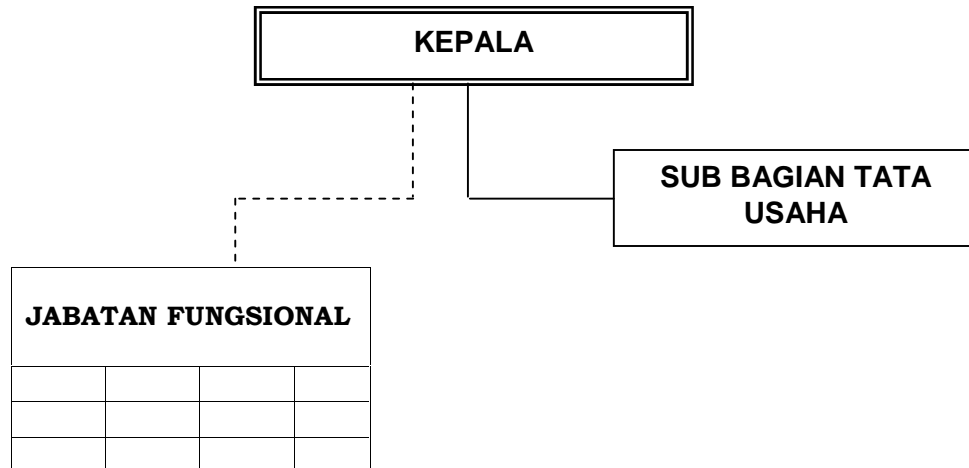 KEPALA
SUB BAGIAN TATA
USAHA
JABATAN FUNGSIONAL